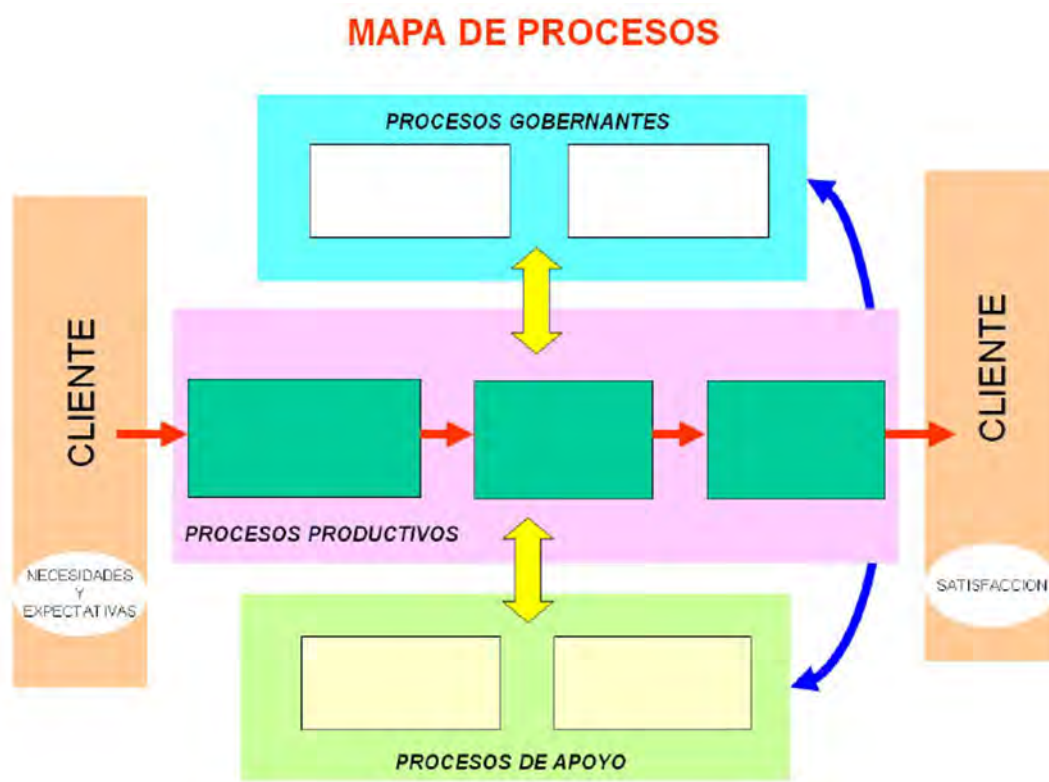 MAPA DE PROCESOS
PROCESOS GOBERNANTES
CLIENTE
CLIENTE
PROCESOS PRODUCTIVOS
NECESIDADES
Y
EXPECTATIVAS
SATISFACCION
PROCESOS DE APOYO